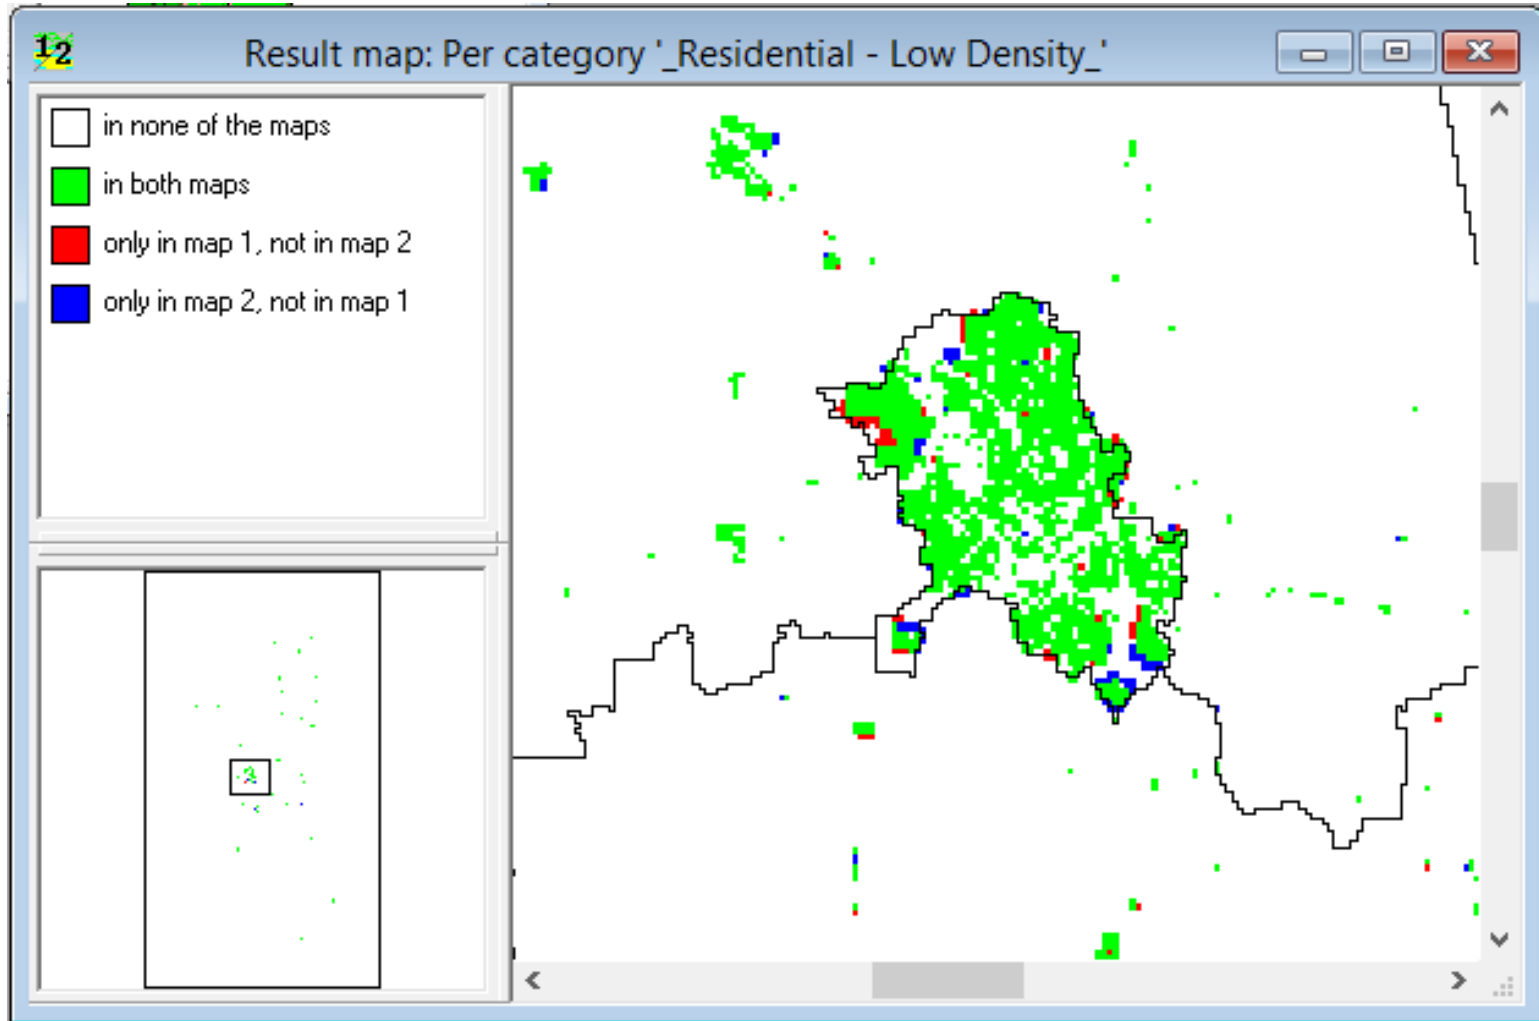 12
Result map: Per category '_Residential - Low Density_'
in none of the maps
in both maps
only in map 1, not in map 2
only in map 2, not in map 1